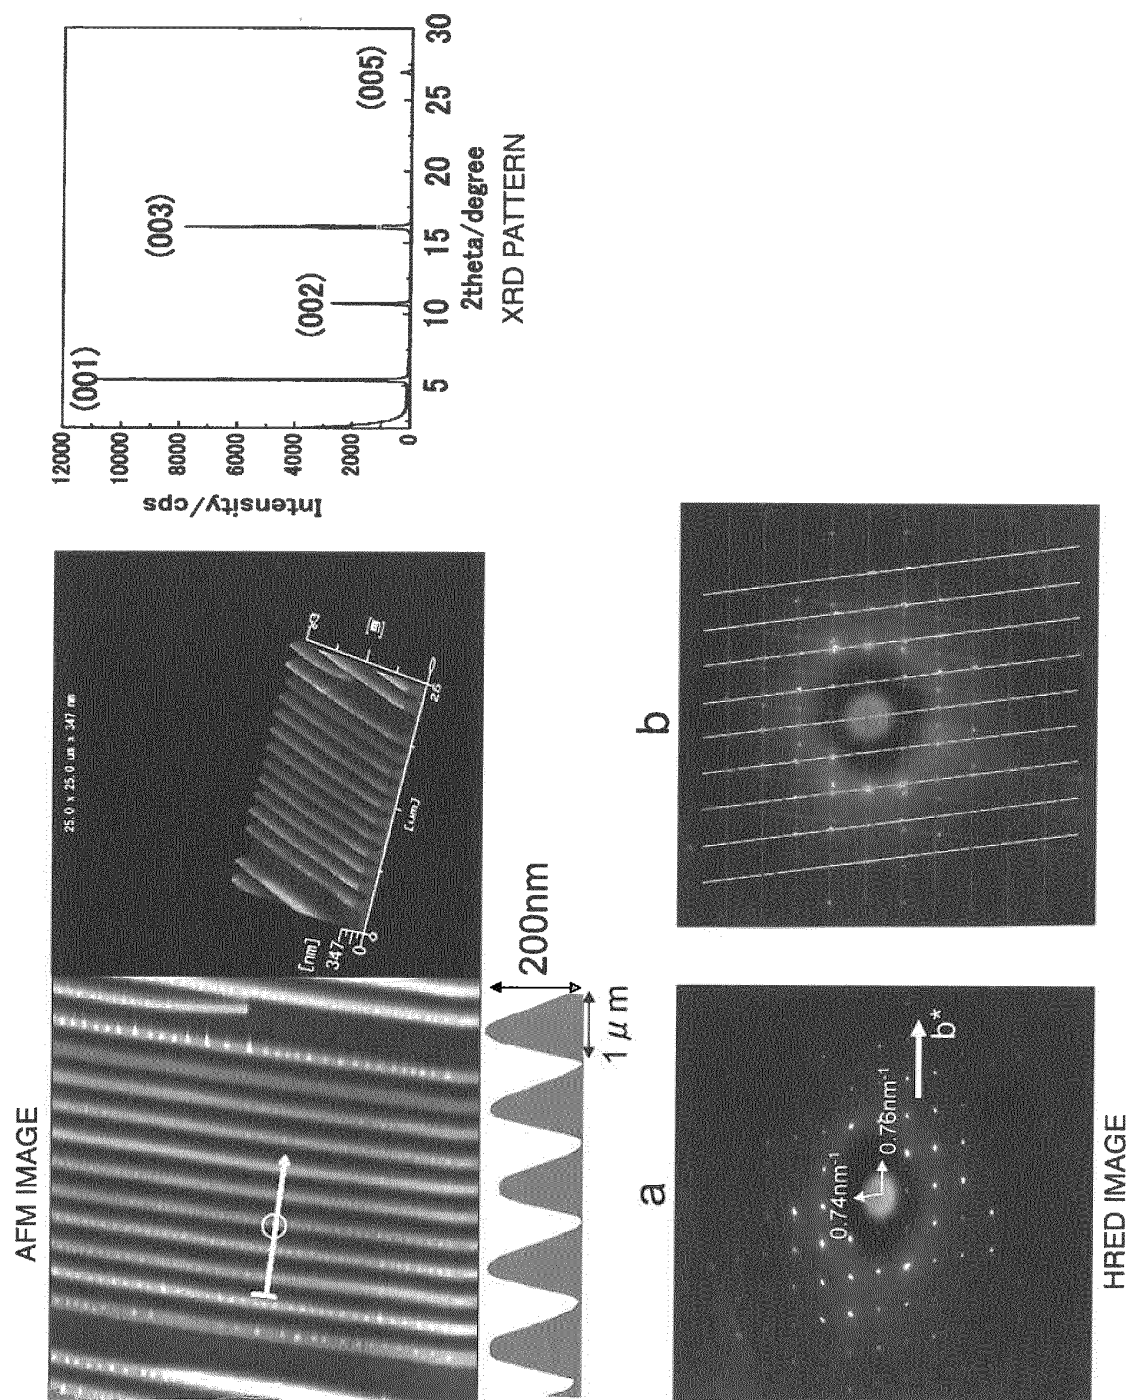 AFM IMAGE
25.0 x 25.0 um x 347 nm
[nm]
347
0
0
[um]
25
0
Intensity/cps
12000
10000
8000
6000
4000
2000
0
(001)
(002)
(003)
(005)
5
10
15
20
25
30
2theta/degree
XRD PATTERN
200nm
1 μm
a
b
0.74nm⁻¹
0.76nm⁻¹
b*
HRED IMAGE